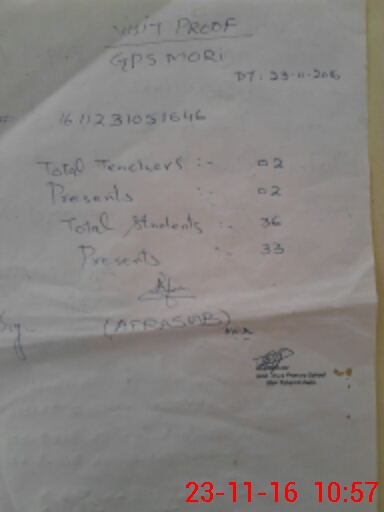 VISIT PROOF
GPS MORI
DT: 23-11-2016
1611231051646
Total Teachers :- 02
Presents :- 02
Total Students :- 36
Presents :- 33
(AFRASIAB)
23-11-16 10:57